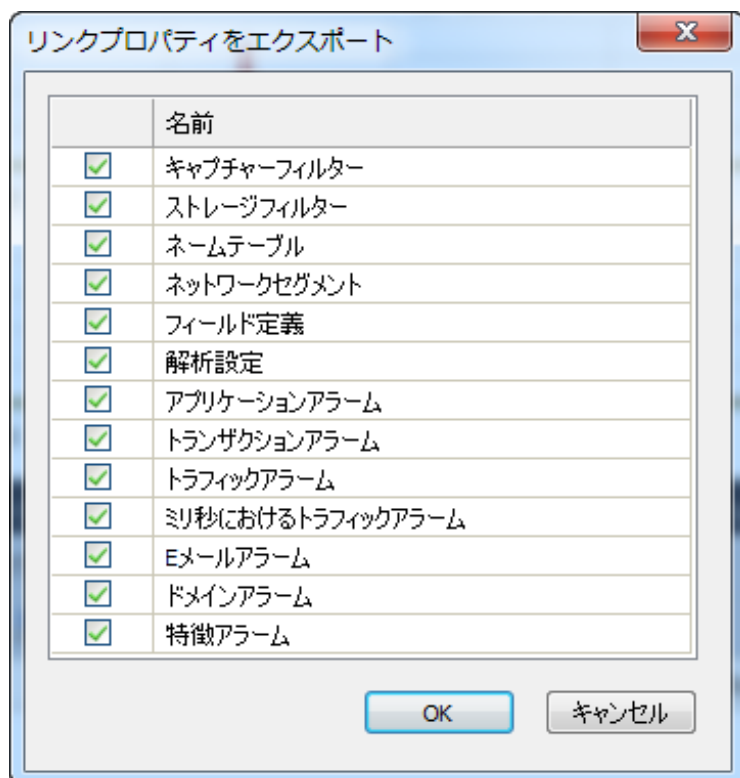 リンクプロパティをエクスポート
名前
キャプチャーフィルター
ストレージフィルター
ネームテーブル
ネットワークセグメント
フィールド定義
解析設定
アプリケーションアラーム
トランザクションアラーム
トラフィックアラーム
ミリ秒におけるトラフィックアラーム
Eメールアラーム
ドメインアラーム
特徴アラーム
OK キャンセル